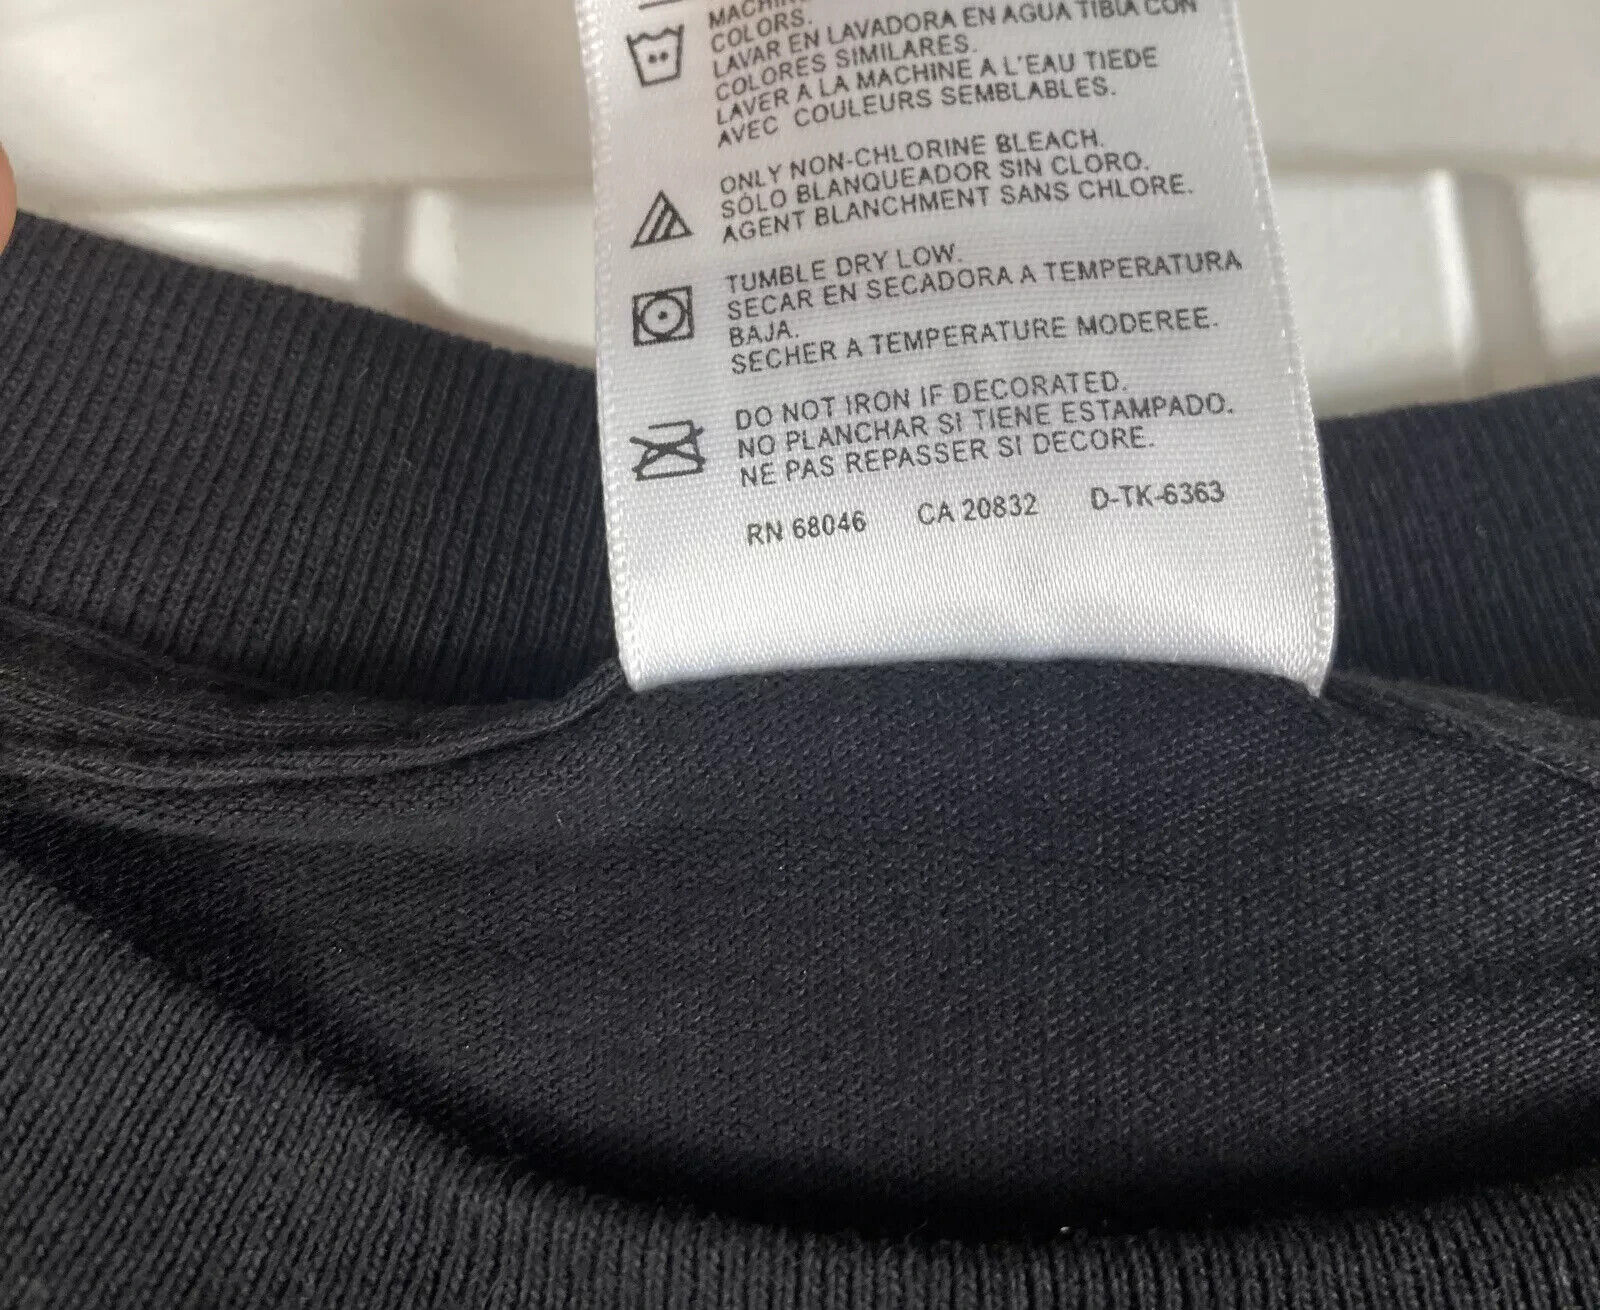 MACHINE
COLORS.
LAVAR EN LAVADORA EN AGUA TIBIA CON
COLORES SIMILARES.
LAVER A LA MACHINE A L'EAU TIEDE
AVEC COULEURS SEMBLABLES.
ONLY NON-CHLORINE BLEACH.
SÓLO BLANQUEADOR SIN CLORO.
AGENT BLANCHMENT SANS CHLORE.
TUMBLE DRY LOW.
SECAR EN SECADORA A TEMPERATURA
BAJA.
SECHER A TEMPERATURE MODEREE.
DO NOT IRON IF DECORATED.
NO PLANCHAR SI TIENE ESTAMPADO.
NE PAS REPASSER SI DECORE.
RN 68046 CA 20832 D-TK-6363